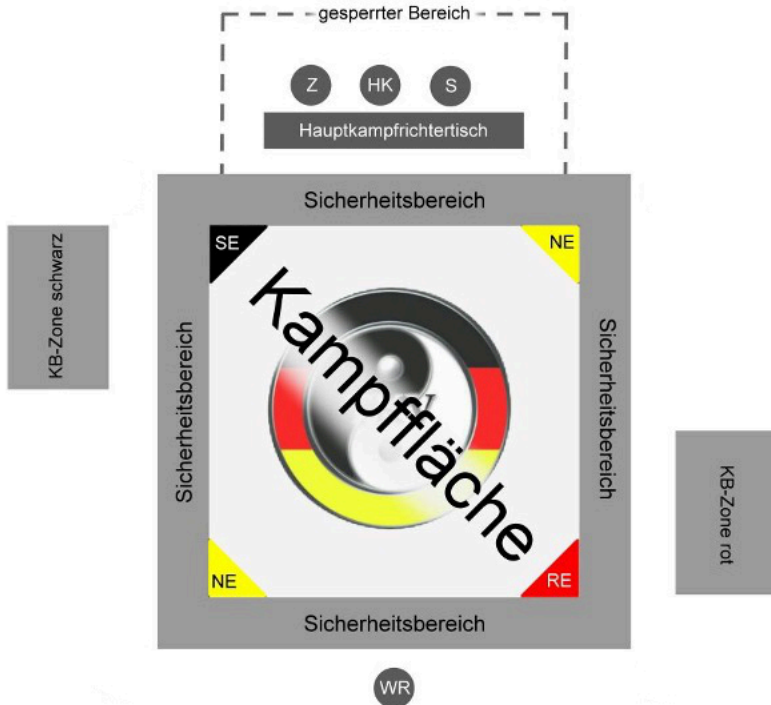 gesperrter Bereich
Z
HK
S
Hauptkampfrichtertisch
Sicherheitsbereich
KB-Zone schwarz
SE
NE
Kampffläche
Sicherheitsbereich
Sicherheitsbereich
KB-Zone rot
NE
RE
Sicherheitsbereich
WR